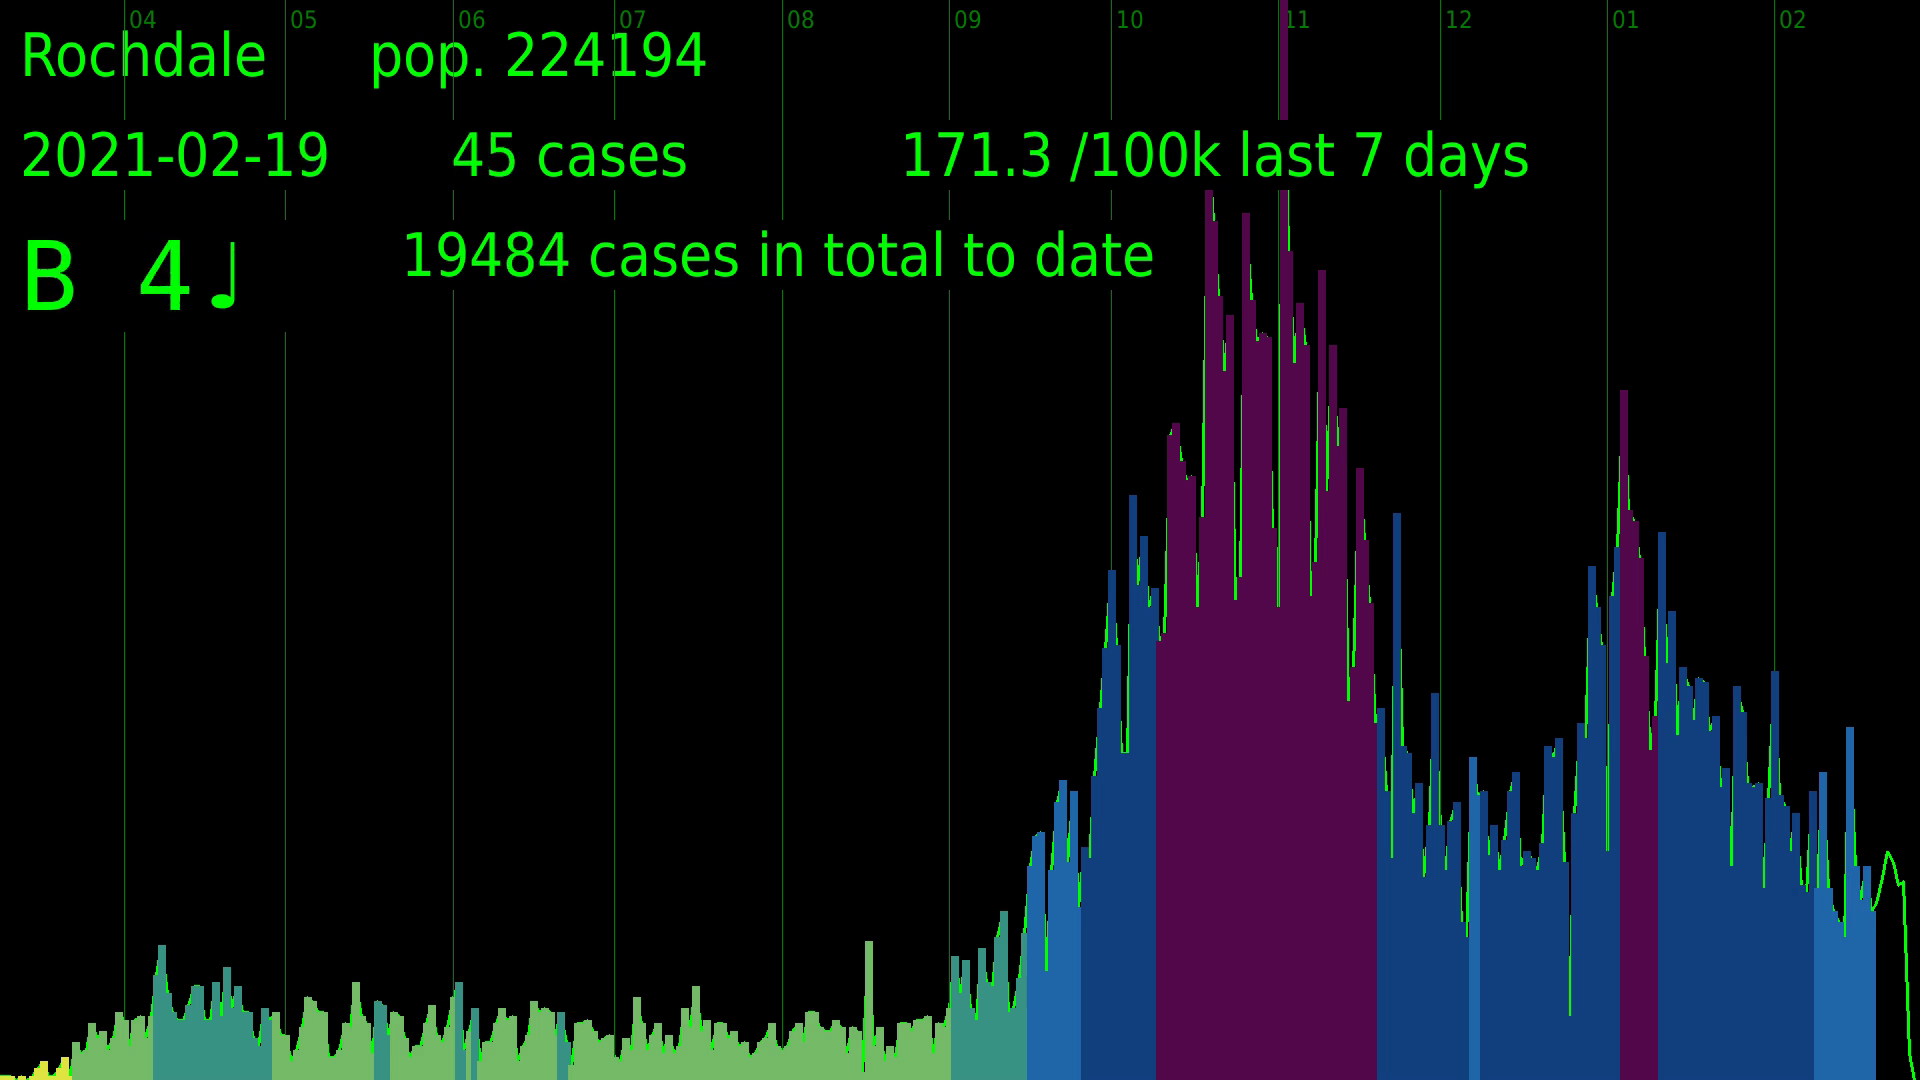 04 05 06 07 08 09 10 11 12 01 02
Rochdale pop. 224194
2021-02-19 45 cases 171.3 /100k last 7 days
B 4♩ 19484 cases in total to date